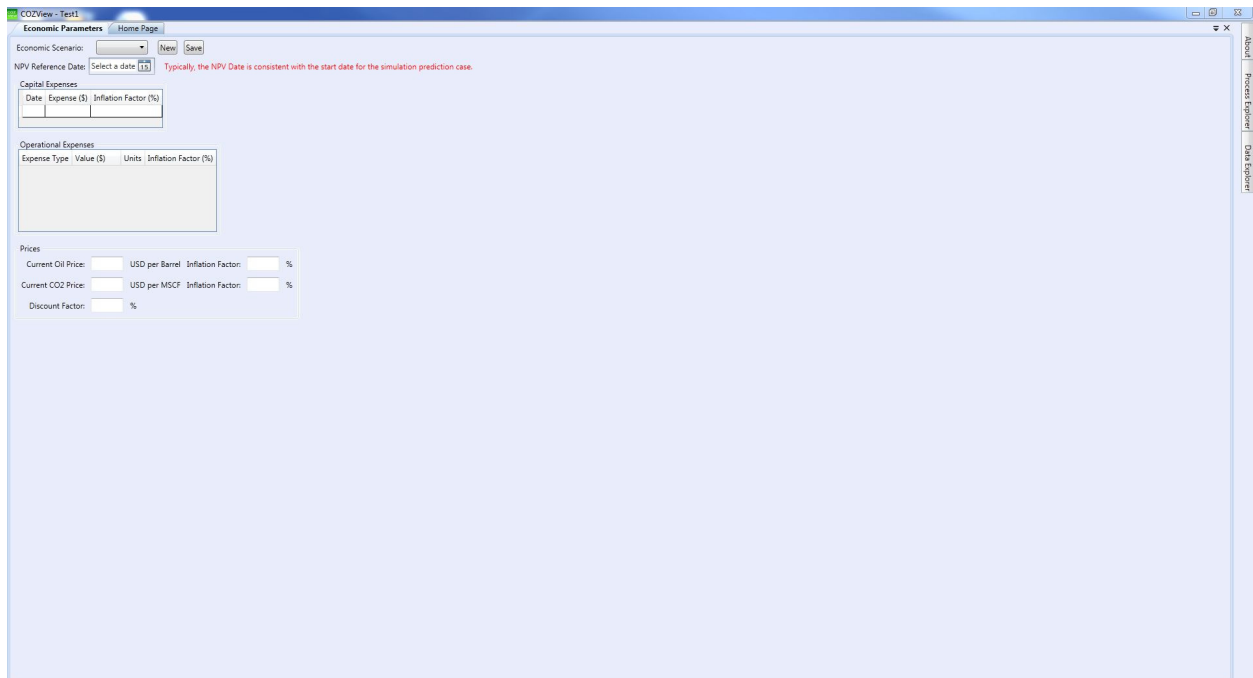 COZView - Test1
Economic Parameters Home Page
Economic Scenario: New Save
NPV Reference Date: Select a date 15 Typically, the NPV Date is consistent with the start date for the simulation prediction case.
Capital Expenses
Date Expense ($) Inflation Factor (%)
Operational Expenses
Expense Type Value ($) Units Inflation Factor (%)
Prices
Current Oil Price: USD per Barrel Inflation Factor: %
Current CO2 Price: USD per MSCF Inflation Factor: %
Discount Factor: %
About
Process Explorer
Data Explorer